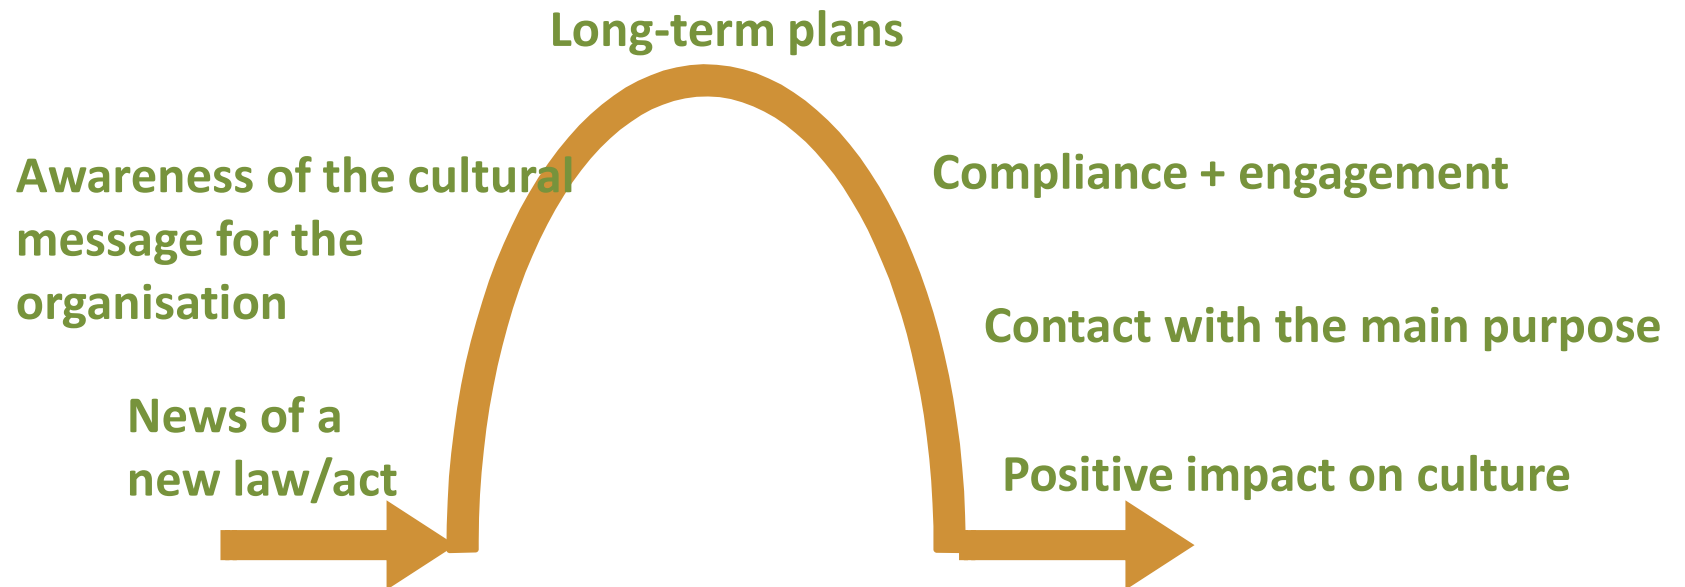 Long-term plans
Awareness of the cultural
message for the
organisation
News of a
new law/act
Compliance + engagement
Contact with the main purpose
Positive impact on culture